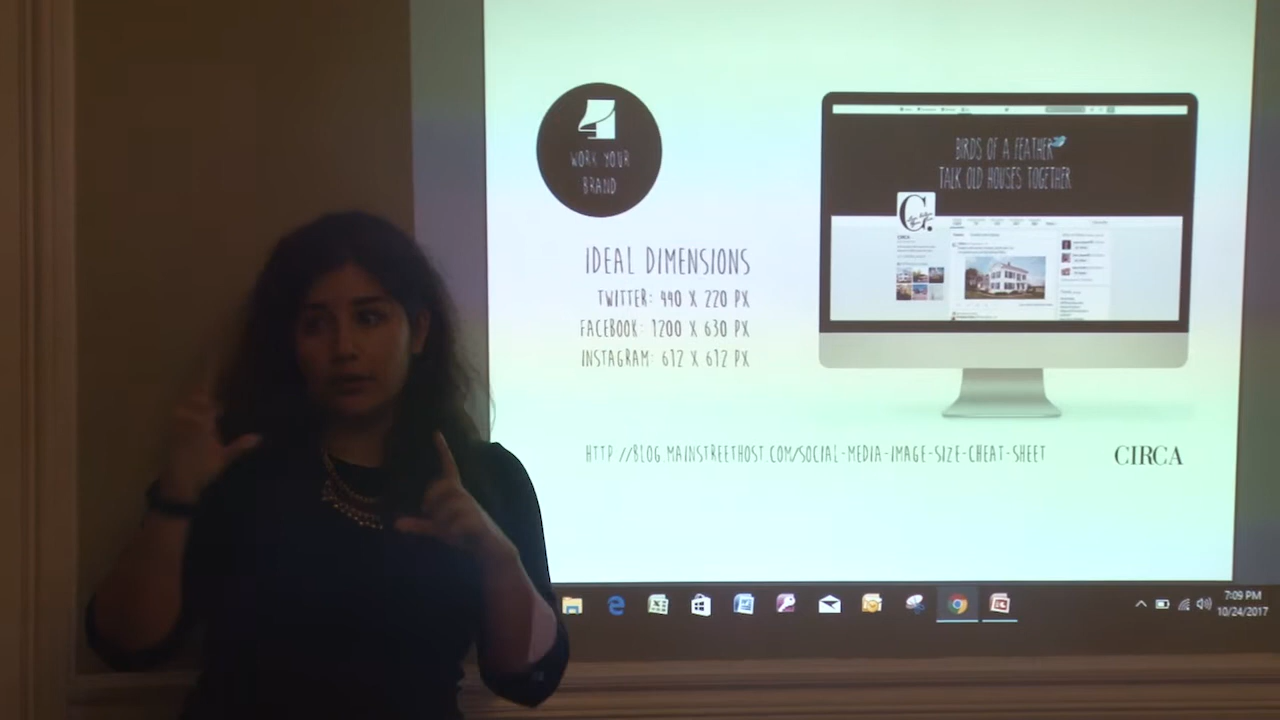 WORK YOUR
BRAND
IDEAL DIMENSIONS
TWITTER: 440 X 220 PX
FACEBOOK: 1200 X 630 PX
INSTAGRAM: 612 X 612 PX
BIRDS OF A FEATHER
TALK OLD HOUSES TOGETHER
C.
HTTP://BLOG.MAINSTREETHOST.COM/SOCIAL-MEDIA-IMAGE-SIZE-CHEAT-SHEET
CIRCA
7:09 PM
10/24/2017